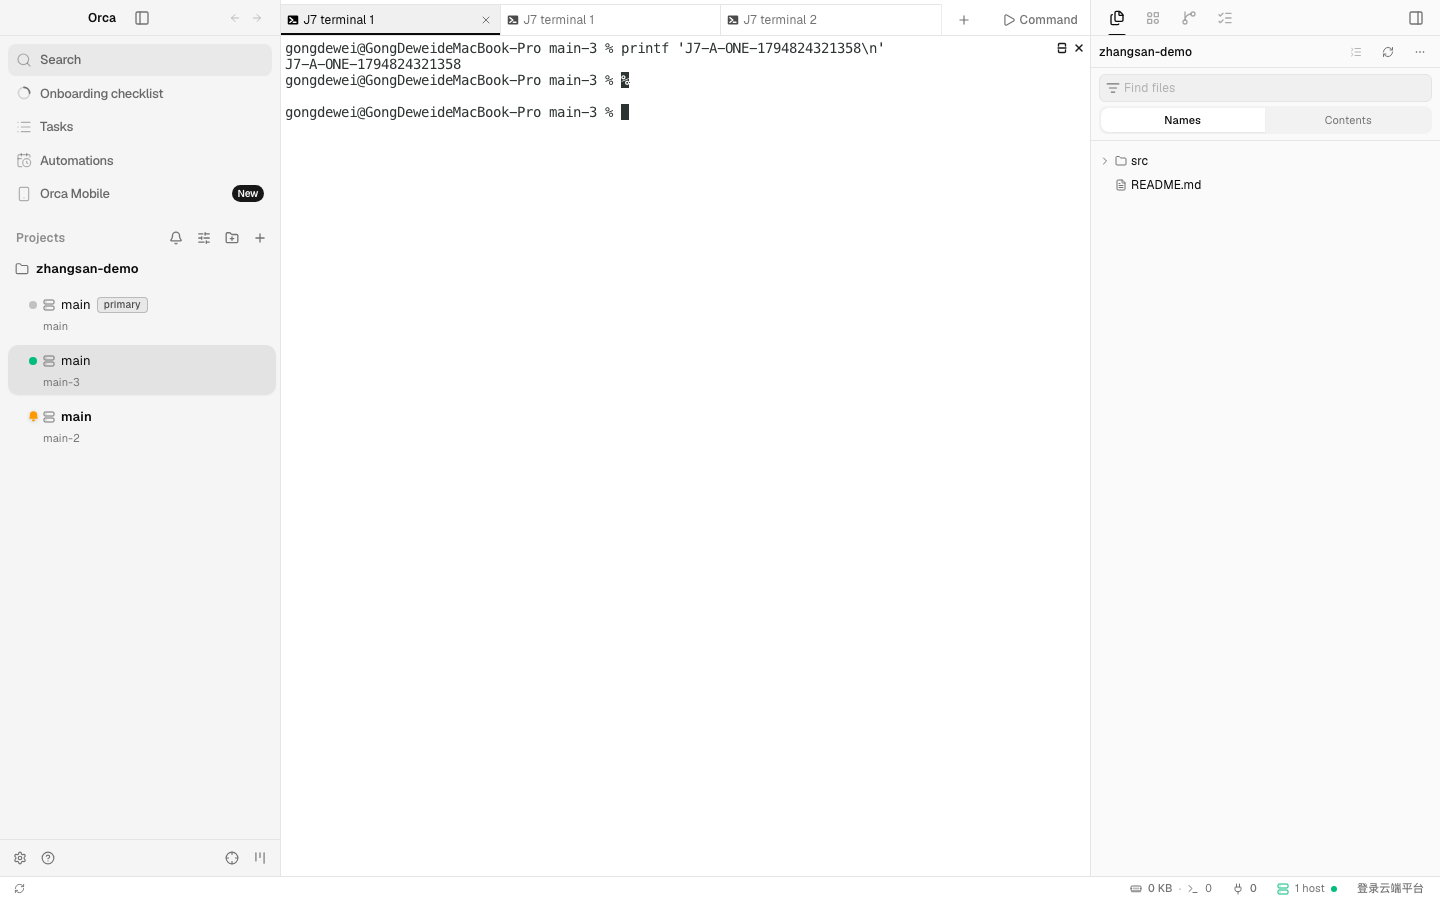 Orca
Search
Onboarding checklist
Tasks
Automations
Orca Mobile
New
Projects
zhangsan-demo
main
primary
main
main
main-3
main
main-2
J7 terminal 1
J7 terminal 1
J7 terminal 2
Command
gongdewei@GongDeweideMacBook-Pro main-3 % printf 'J7-A-ONE-1794824321358\n'
J7-A-ONE-1794824321358
gongdewei@GongDeweideMacBook-Pro main-3 % %
gongdewei@GongDeweideMacBook-Pro main-3 %
zhangsan-demo
Find files
Names
Contents
src
README.md
0 KB · 0
0
1 host
登录云端平台